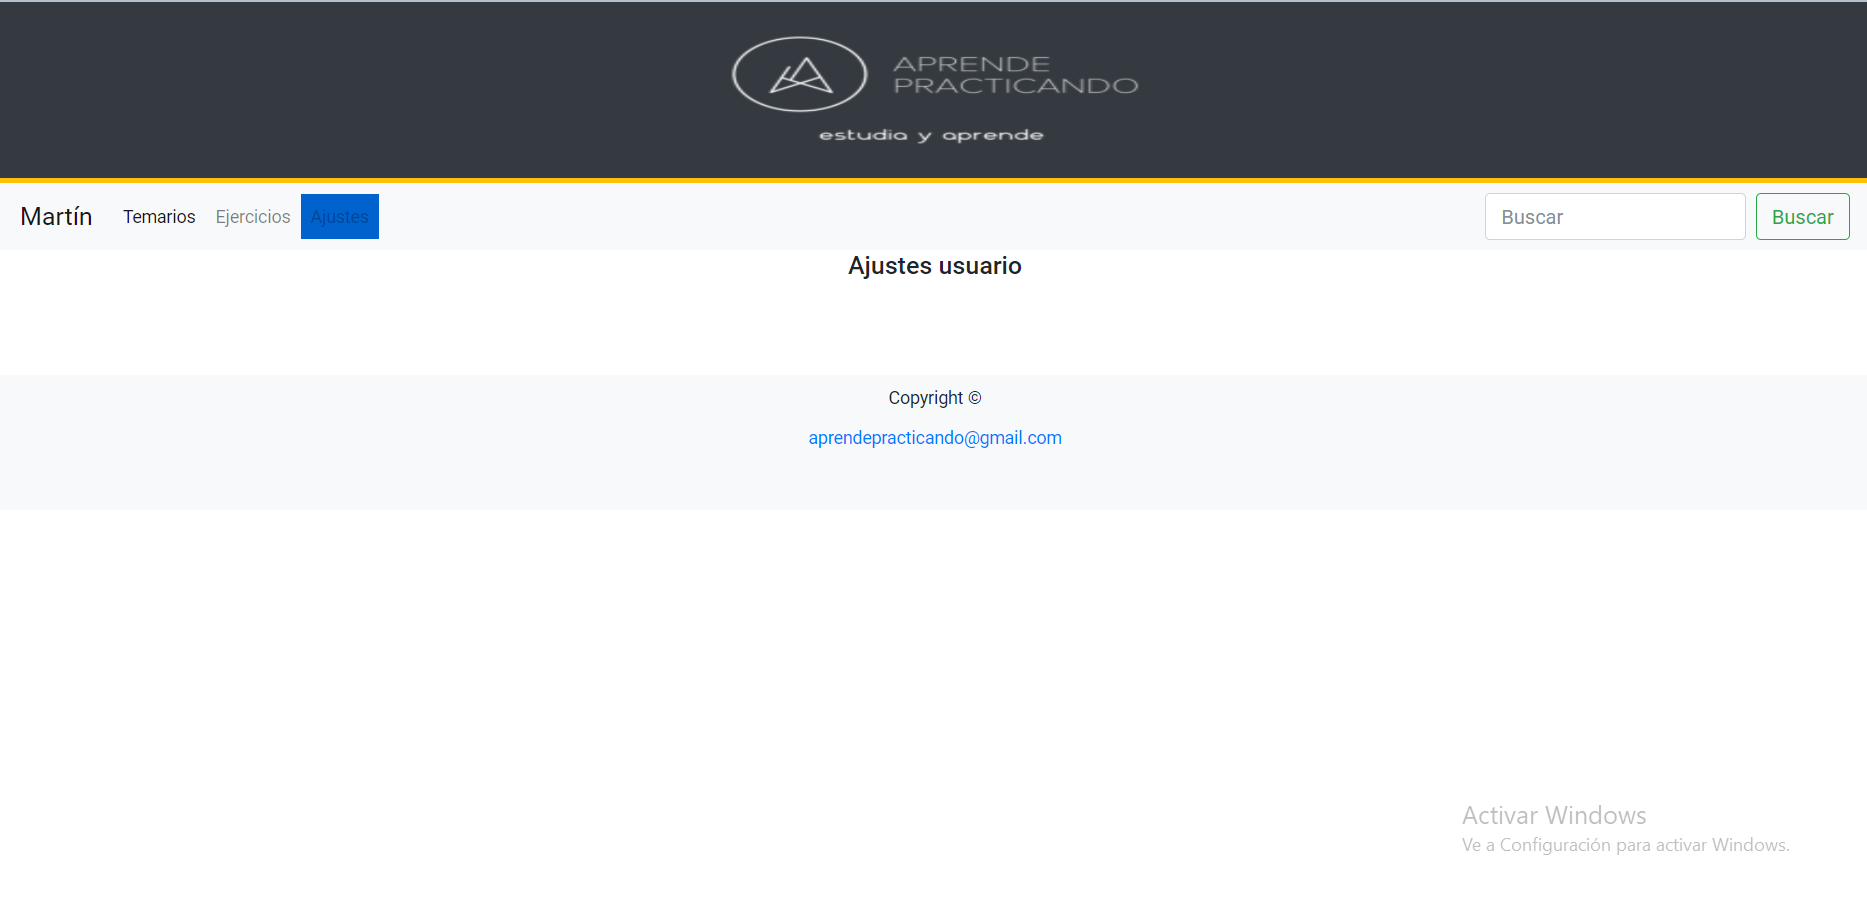 APRENDE
PRACTICANDO
estudia y aprende
Martín Temarios Ejercicios Ajustes Buscar Buscar
Ajustes usuario
Copyright ©
aprendepracticando@gmail.com
Activar Windows
Ve a Configuración para activar Windows.